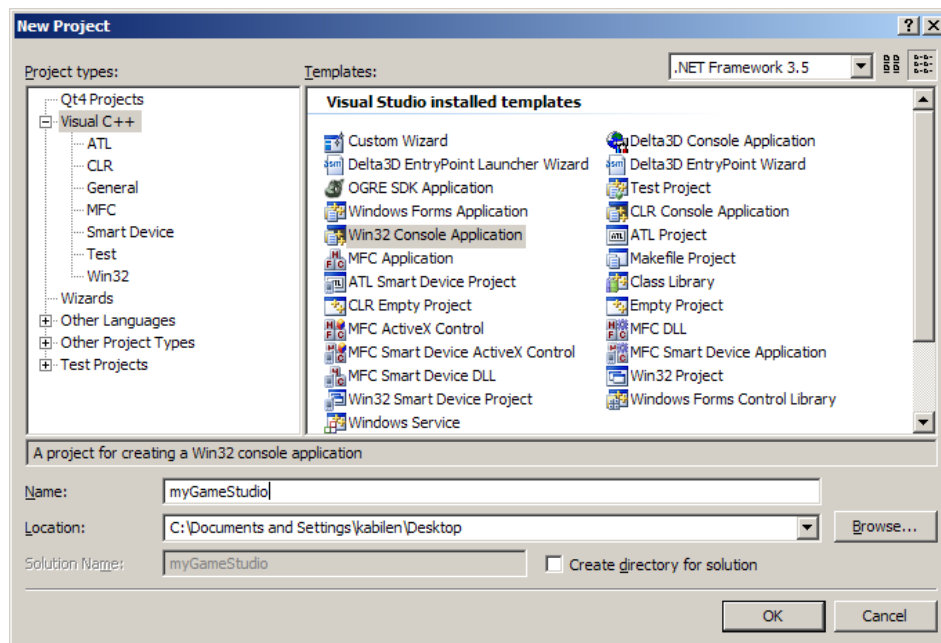 New Project
Project types:
Templates:
.NET Framework 3.5
Qt4 Projects
Visual C++
ATL
CLR
General
MFC
Smart Device
Test
Win32
Wizards
Other Languages
Other Project Types
Test Projects
Visual Studio installed templates
Custom Wizard
Delta3D EntryPoint Launcher Wizard
OGRE SDK Application
Windows Forms Application
Win32 Console Application
MFC Application
ATL Smart Device Project
CLR Empty Project
MFC ActiveX Control
MFC Smart Device ActiveX Control
MFC Smart Device DLL
Win32 Smart Device Project
Windows Service
Delta3D Console Application
Delta3D EntryPoint Wizard
Test Project
CLR Console Application
ATL Project
Makefile Project
Class Library
Empty Project
MFC DLL
MFC Smart Device Application
Win32 Project
Windows Forms Control Library
A project for creating a Win32 console application
Name: myGameStudio
Location: C:\Documents and Settings\kabilen\Desktop Browse...
Solution Name: myGameStudio Create directory for solution
OK Cancel